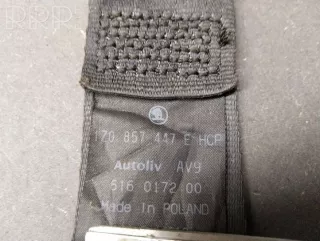 1Z0 857 447 E HCP
Autoliv AV9
616 0172 00
Made in POLAND